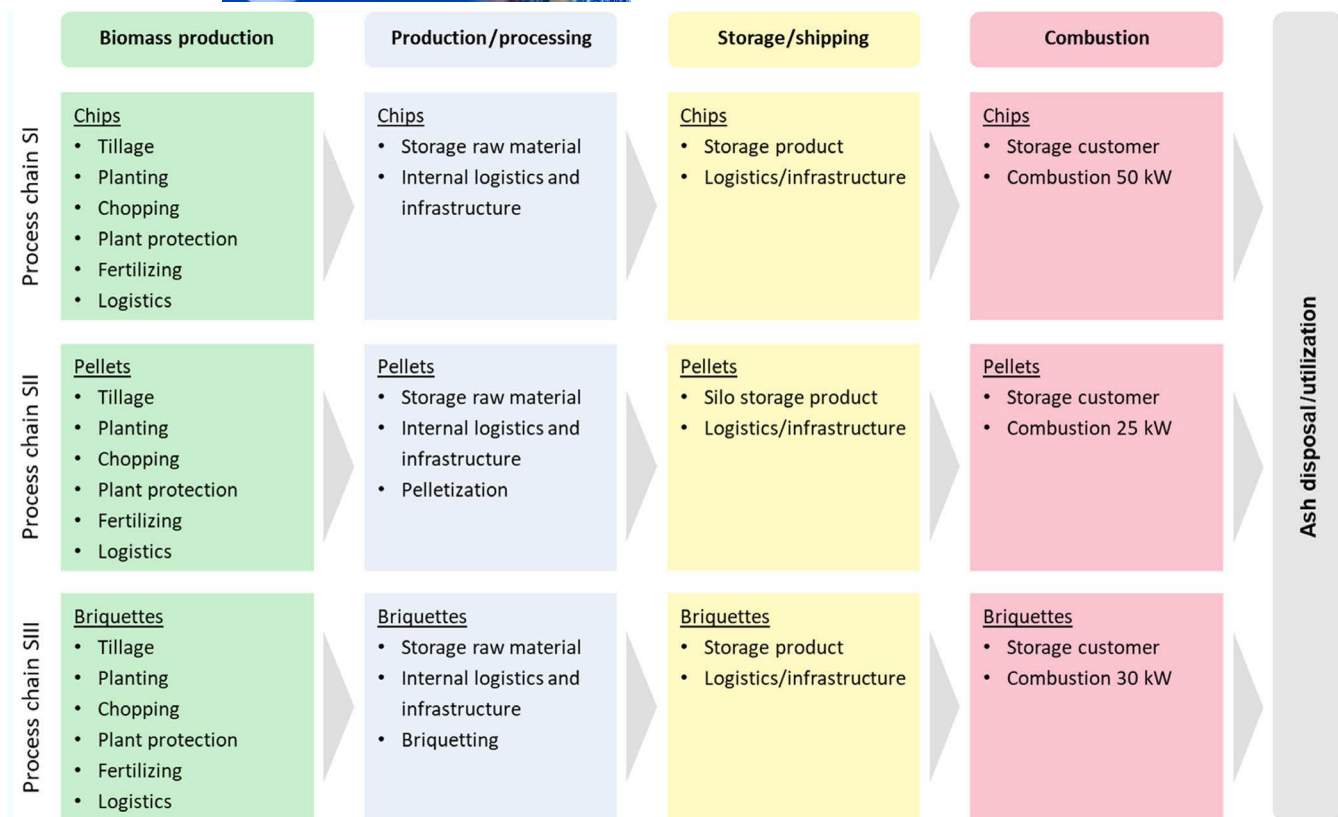 Biomass production
Production/processing
Storage/shipping
Combustion
Process chain SI
Chips
• Tillage
• Planting
• Chopping
• Plant protection
• Fertilizing
• Logistics
Chips
• Storage raw material
• Internal logistics and
infrastructure
Chips
• Storage product
• Logistics/infrastructure
Chips
• Storage customer
• Combustion 50 kW
Process chain SII
Pellets
• Tillage
• Planting
• Chopping
• Plant protection
• Fertilizing
• Logistics
Pellets
• Storage raw material
• Internal logistics and
infrastructure
• Pelletization
Pellets
• Silo storage product
• Logistics/infrastructure
Pellets
• Storage customer
• Combustion 25 kW
Process chain SIII
Briquettes
• Tillage
• Planting
• Chopping
• Plant protection
• Fertilizing
• Logistics
Briquettes
• Storage raw material
• Internal logistics and
infrastructure
• Briquetting
Briquettes
• Storage product
• Logistics/infrastructure
Briquettes
• Storage customer
• Combustion 30 kW
Ash disposal/utilization